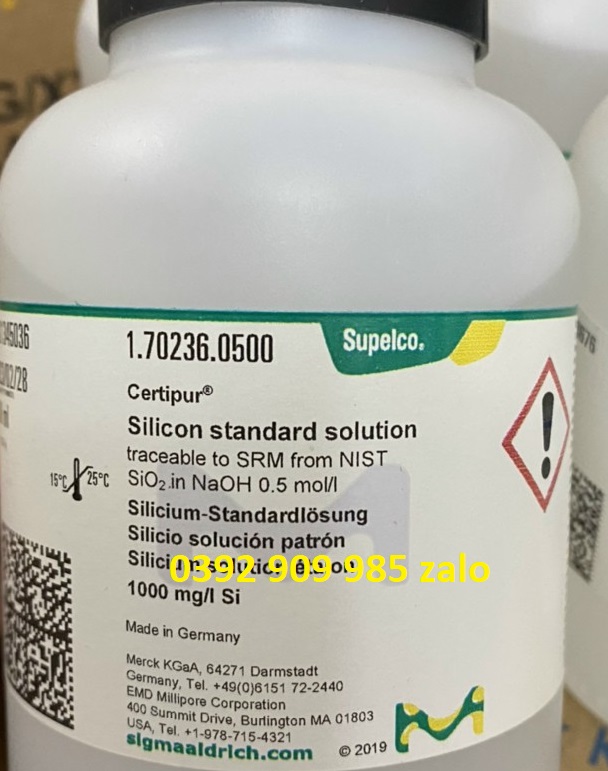 1.70236.0500
Supelco®
Certipur®
Silicon standard solution
traceable to SRM from NIST
15°C 25°C
SiO₂ in NaOH 0.5 mol/l
Silicium-Standardlösung
Silicio solución patrón
Silicium solution étalon
0392 909 985 zalo
1000 mg/l Si
Made in Germany
Merck KGaA, 64271 Darmstadt
Germany, Tel. +49(0)6151 72-2440
EMD Millipore Corporation
400 Summit Drive, Burlington MA 01803
USA, Tel. +1-978-715-4321
sigmaaldrich.com
© 2019